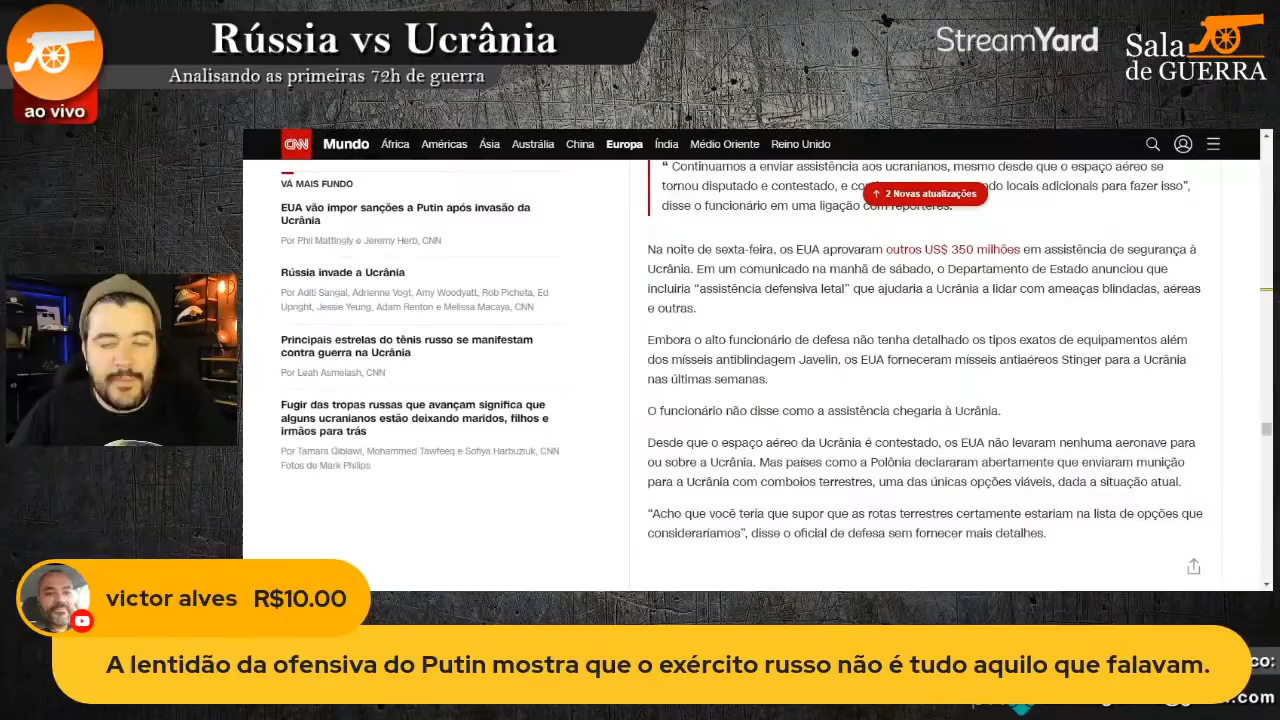 Rússia vs Ucrânia
Analisando as primeiras 72h de guerra
ao vivo
StreamYard
Sala
de GUERRA
CNN Mundo África Américas Ásia Austrália China Europa Índia Médio Oriente Reino Unido
VÁ MAIS FUNDO
EUA vão impor sanções a Putin após invasão da
Ucrânia
Por Phil Mattingly e Jeremy Herb, CNN
Rússia invade a Ucrânia
Por Aditi Sangal, Adrienne Vogt, Amy Woodyatt, Rob Picheta, Ed
Upright, Jessie Yeung, Adam Renton e Melissa Macaya, CNN
Principais estrelas do tênis russo se manifestam
contra guerra na Ucrânia
Por Leah Asmelash, CNN
Fugir das tropas russas que avançam significa que
alguns ucranianos estão deixando maridos, filhos e
irmãos para trás
Por Tamara Qiblawi, Mohammed Tawfeeq e Sofiya Harbuziuk, CNN
Fotos de Mark Philips
“ Continuamos a enviar assistência aos ucranianos, mesmo desde que o espaço aéreo se
tornou disputado e contestado, e locais adicionais para fazer isso”,
disse o funcionário em uma ligação com repórteres.
2 Novas atualizações
Na noite de sexta-feira, os EUA aprovaram outros US$ 350 milhões em assistência de segurança à
Ucrânia. Em um comunicado na manhã de sábado, o Departamento de Estado anunciou que
incluiria “assistência defensiva letal” que ajudaria a Ucrânia a lidar com ameaças blindadas, aéreas
e outras.
Embora o alto funcionário de defesa não tenha detalhado os tipos exatos de equipamentos além
dos mísseis antiblindagem Javelin, os EUA forneceram mísseis antiaéreos Stinger para a Ucrânia
nas últimas semanas.
O funcionário não disse como a assistência chegaria à Ucrânia.
Desde que o espaço aéreo da Ucrânia é contestado, os EUA não levaram nenhuma aeronave para
ou sobre a Ucrânia. Mas países como a Polônia declararam abertamente que enviaram munição
para a Ucrânia com comboios terrestres, uma das únicas opções viáveis, dada a situação atual.
“Acho que você teria que supor que as rotas terrestres certamente estariam na lista de opções que
consideraríamos”, disse o oficial de defesa sem fornecer mais detalhes.
victor alves R$10.00
A lentidão da ofensiva do Putin mostra que o exército russo não é tudo aquilo que falavam.
co:
.com